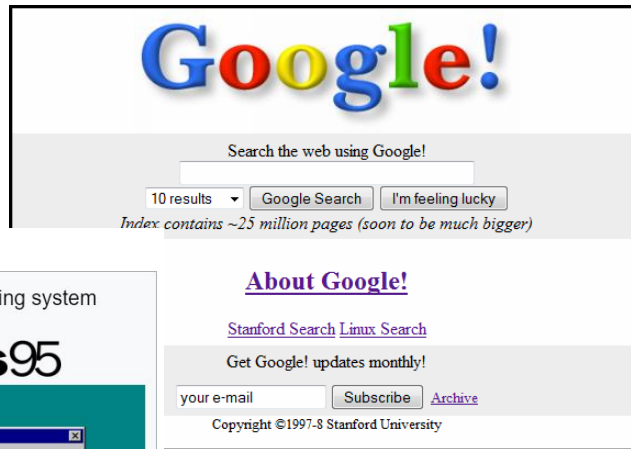 Google!
Search the web using Google!
10 results Google Search I'm feeling lucky
Index contains ~25 million pages (soon to be much bigger)
About Google!
ing system
Stanford Search Linux Search
s95
Get Google! updates monthly!
your e-mail Subscribe Archive
Copyright ©1997-8 Stanford University